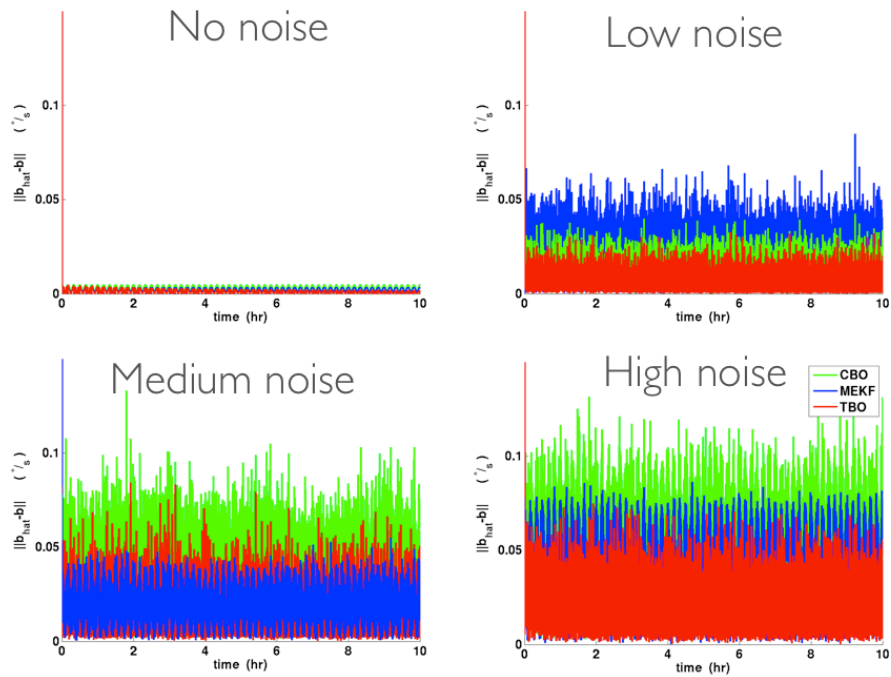 No noise
||b_hat-b|| (°/s)
0.1
0.05
0
0 2 4 6 8 10
time (hr)
Low noise
||b_hat-b|| (°/s)
0.1
0.05
0
0 2 4 6 8 10
time (hr)
Medium noise
||b_hat-b|| (°/s)
0.1
0.05
0
0 2 4 6 8 10
time (hr)
High noise
CBO
MEKF
TBO
||b_hat-b|| (°/s)
0.1
0.05
0
0 2 4 6 8 10
time (hr)